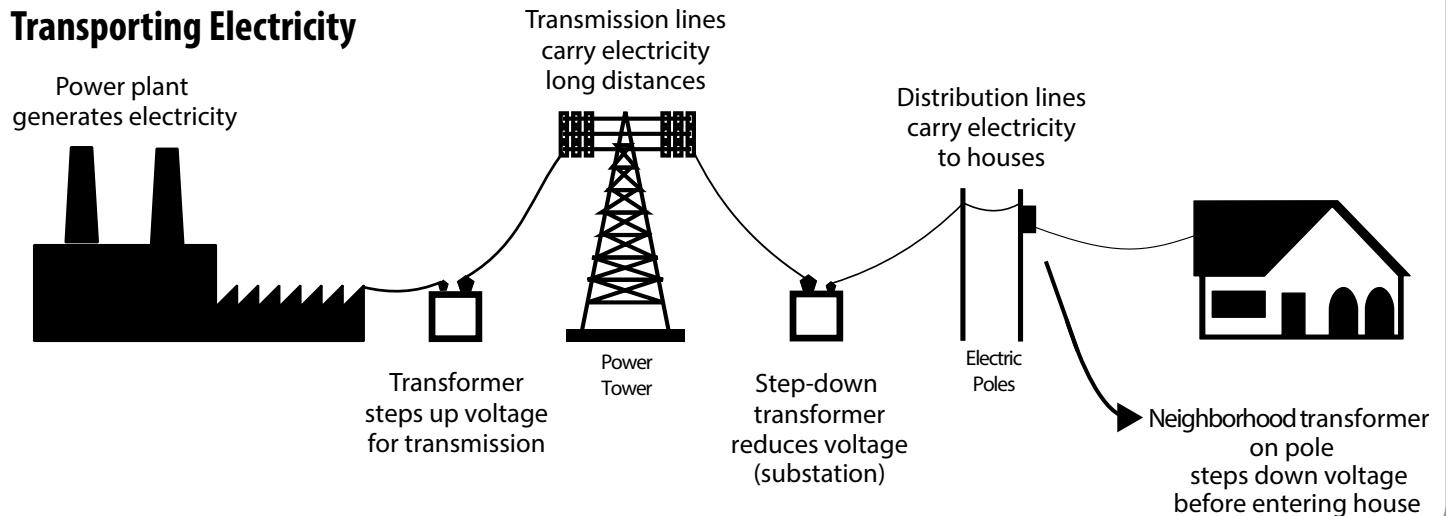 Transporting Electricity
Power plant
generates electricity
Transformer
steps up voltage
for transmission
Transmission lines
carry electricity
long distances
Power
Tower
Step-down
transformer
reduces voltage
(substation)
Distribution lines
carry electricity
to houses
Electric
Poles
Neighborhood transformer
on pole
steps down voltage
before entering house